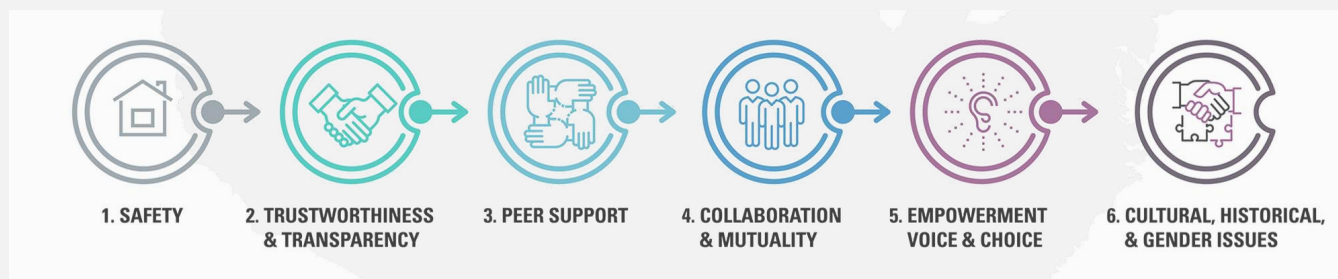 1. SAFETY
2. TRUSTWORTHINESS
& TRANSPARENCY
3. PEER SUPPORT
4. COLLABORATION
& MUTUALITY
5. EMPOWERMENT
VOICE & CHOICE
6. CULTURAL, HISTORICAL,
& GENDER ISSUES